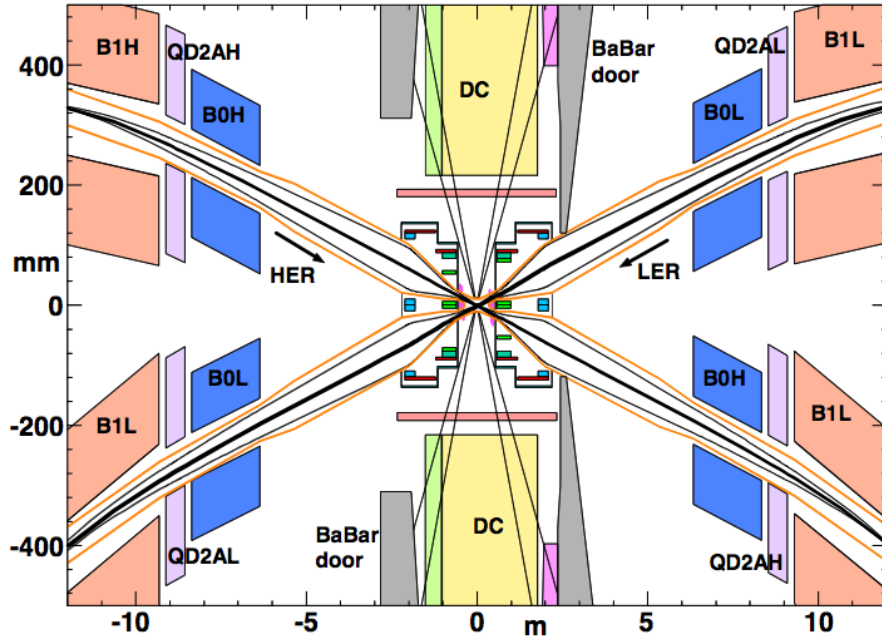 B1H
QD2AH
B0H
DC
BaBar
door
QD2AL
B1L
B0L
400
200
mm
0
-200
-400
HER
LER
B0L
B1L
QD2AL
BaBar
door
DC
B0H
B1L
QD2AH
-10
-5
0
m
5
10